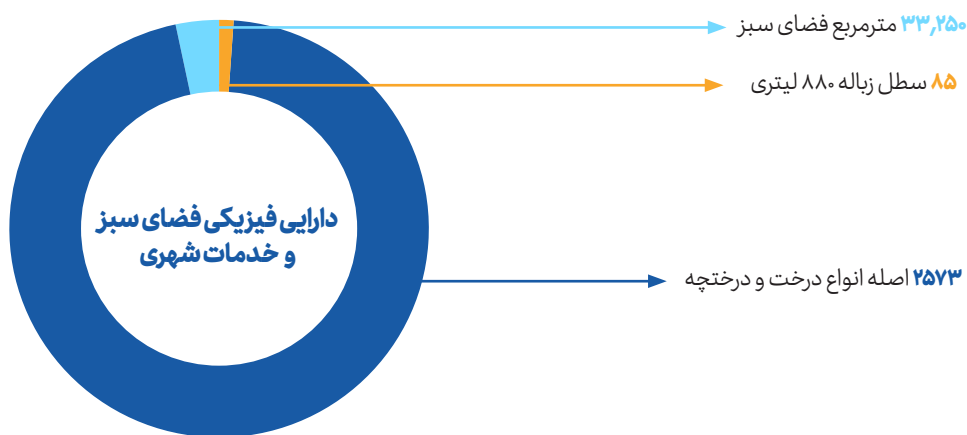 ۳۳٫۲۵۰ مترمربع فضای سبز
۸۵ سطل زباله ۸۸۰ لیتری
دارایی فیزیکی فضای سبز
و خدمات شهری
۲۵۷۳ اصله انواع درخت و درختچه